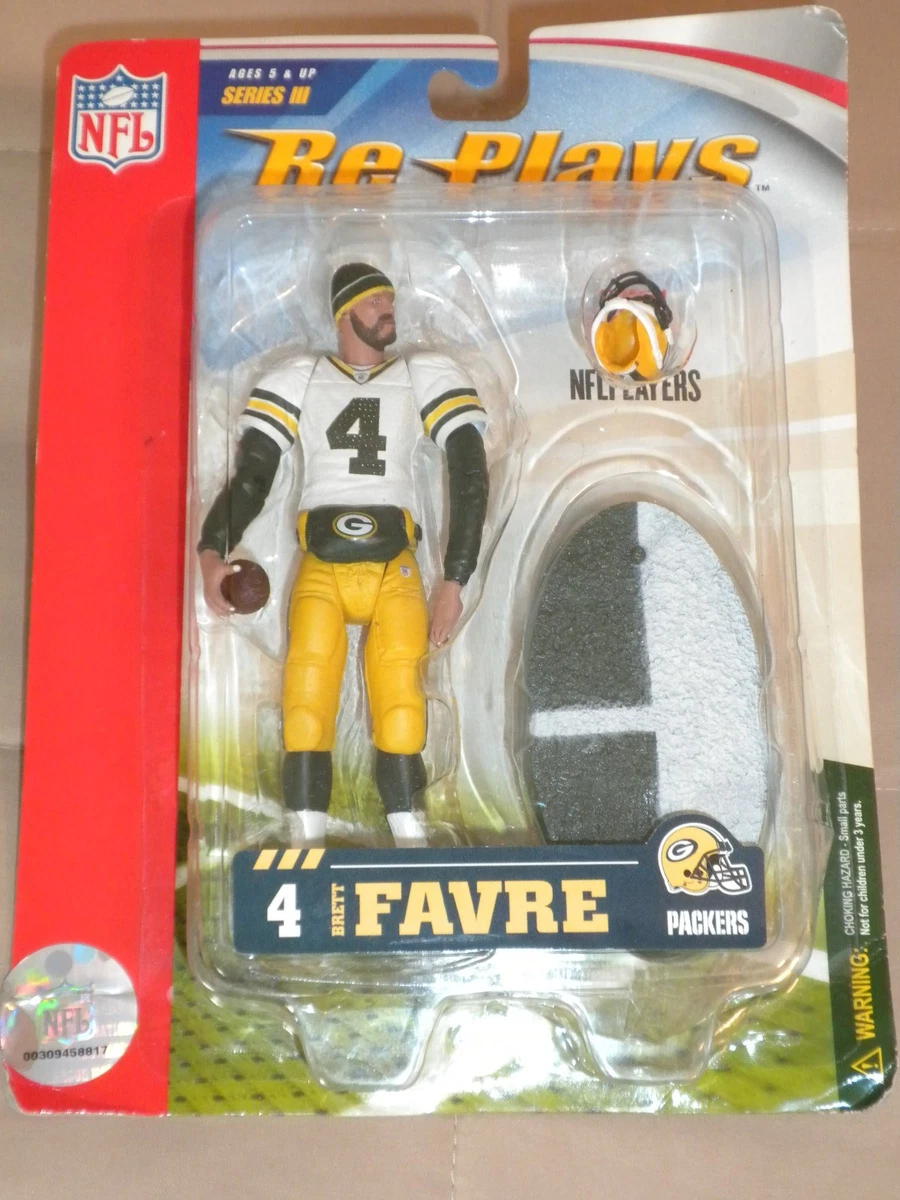 AGES 5 & UP
SERIES III
NFL
Re-Plays
TM
4
NFL PLAYERS
G
G
4
BRETT
FAVRE
PACKERS
WARNING:
CHOKING HAZARD - Small parts
Not for children under 3 years.
NFL
00309458817